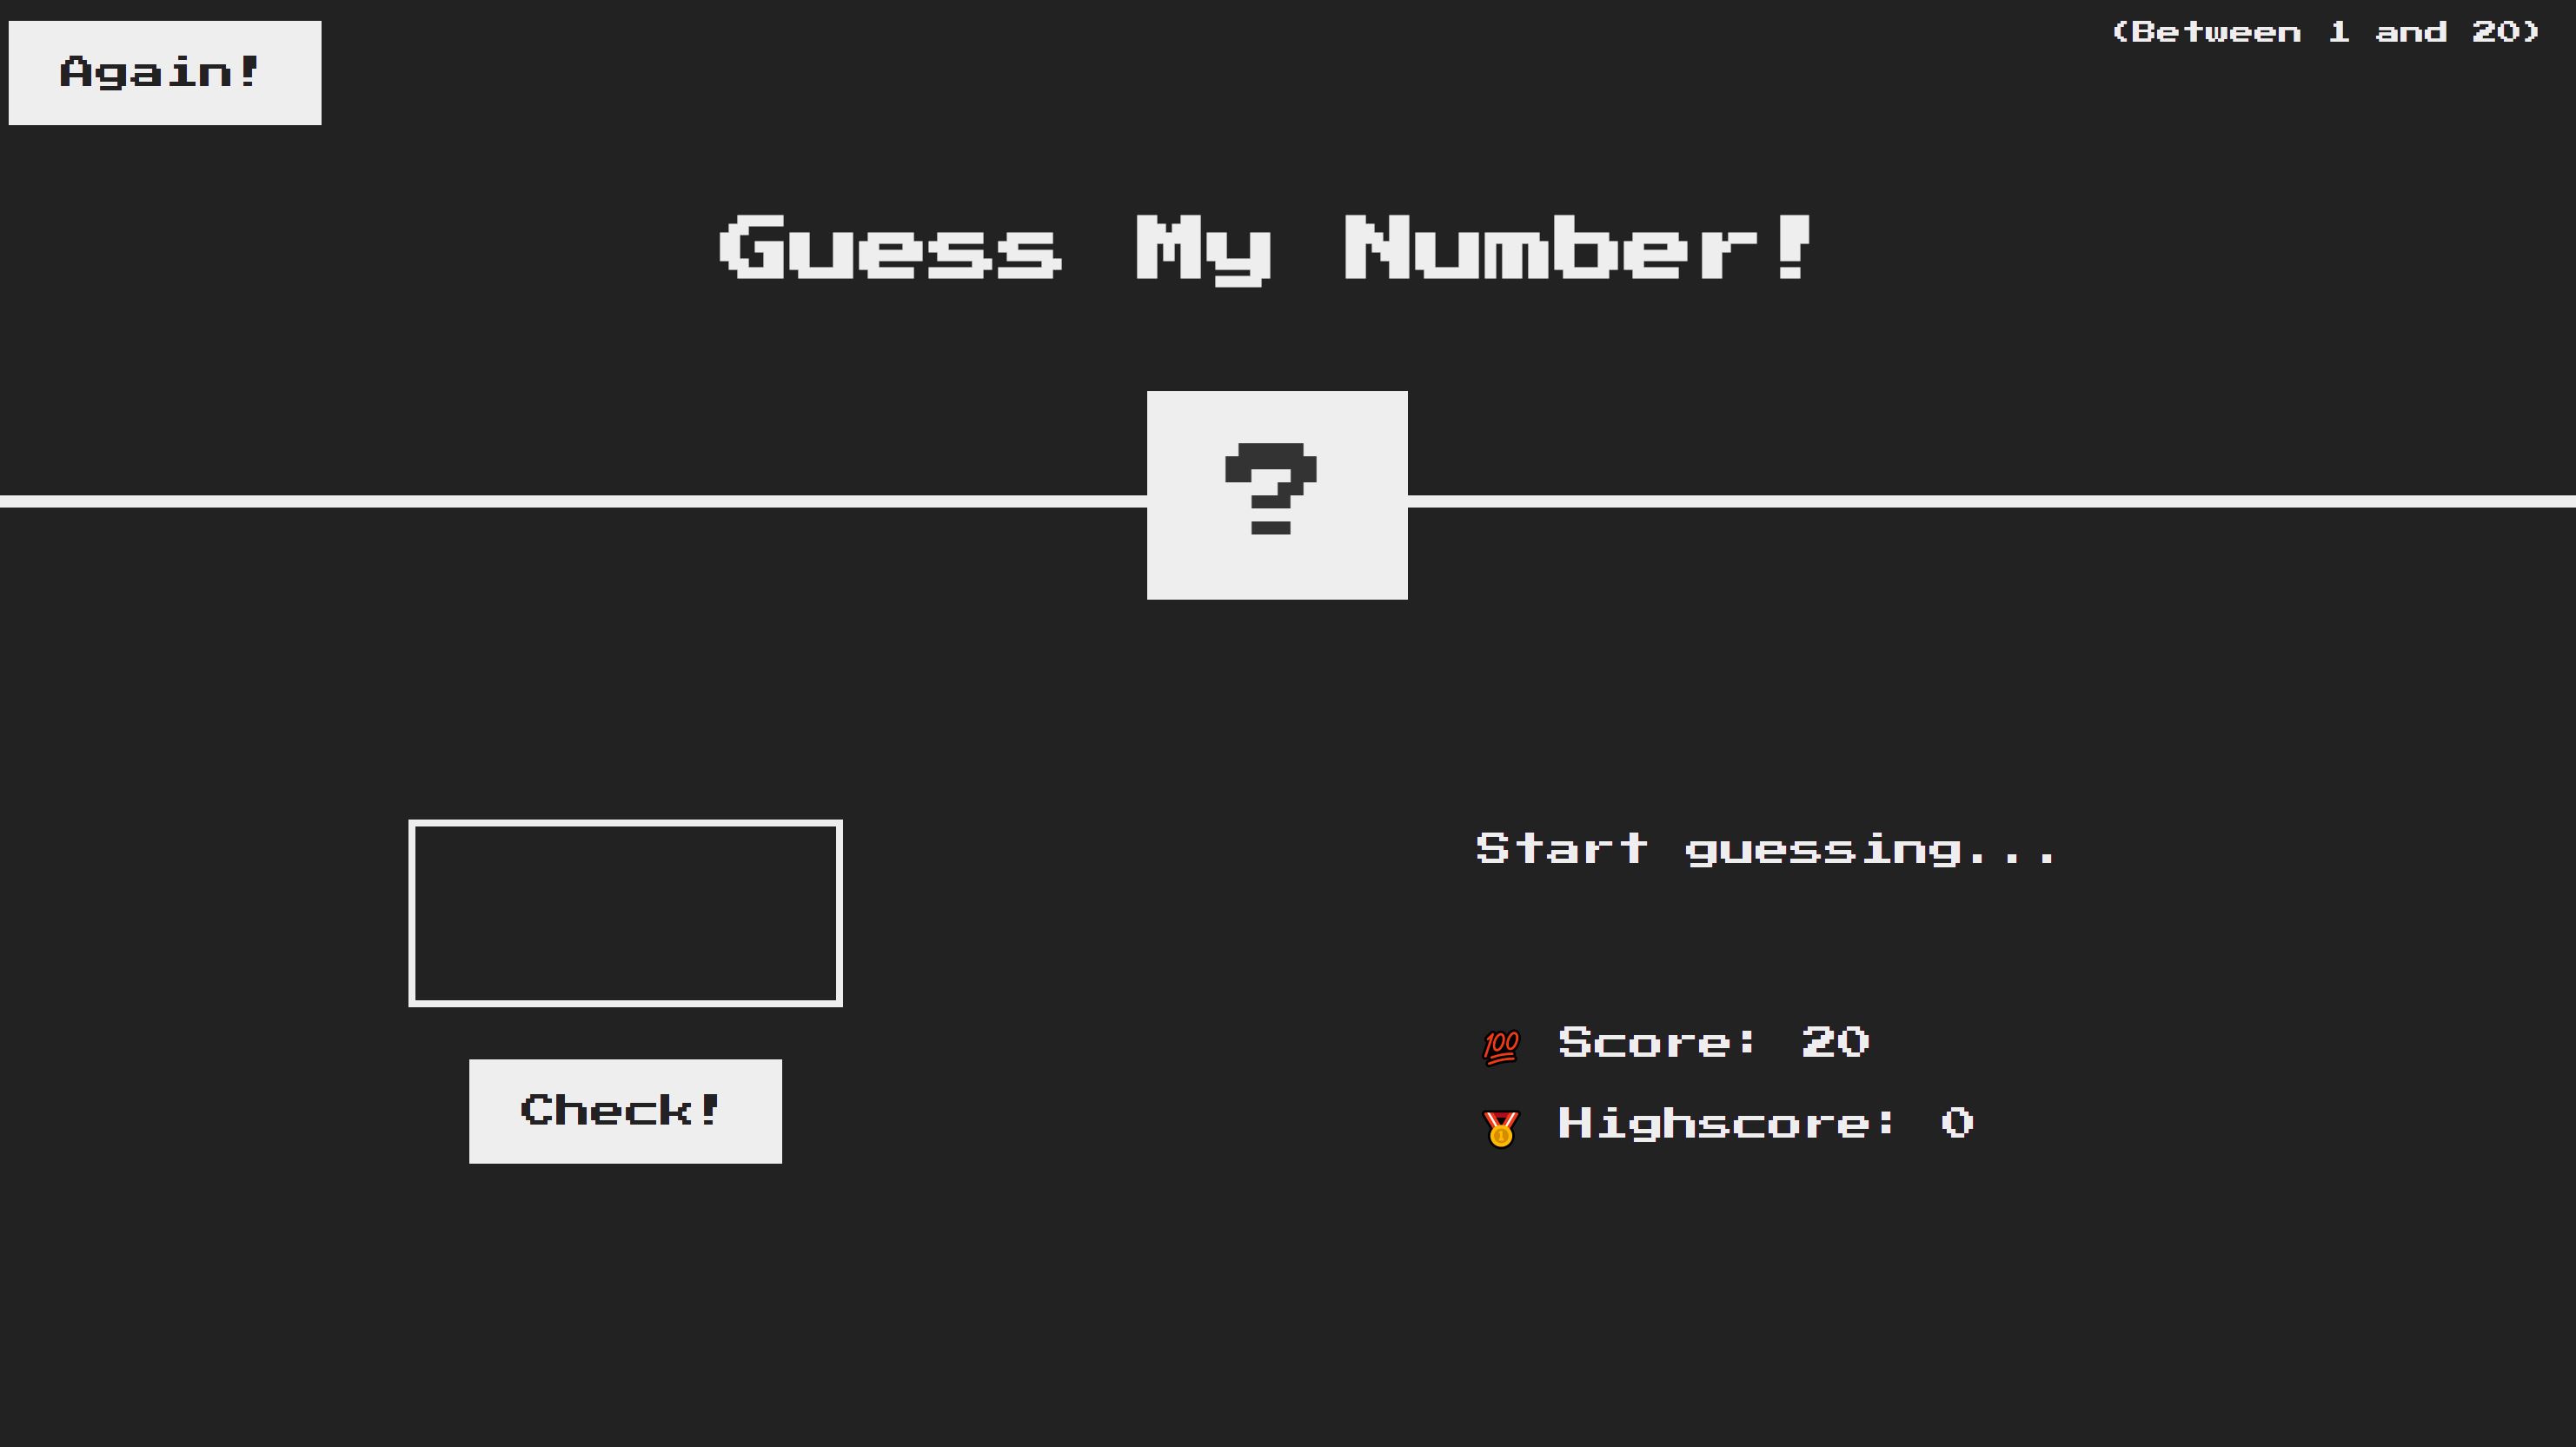 Again!
(Between 1 and 20)
Guess My Number!
?
Start guessing...
💯 Score: 20
🥇 Highscore: 0
Check!